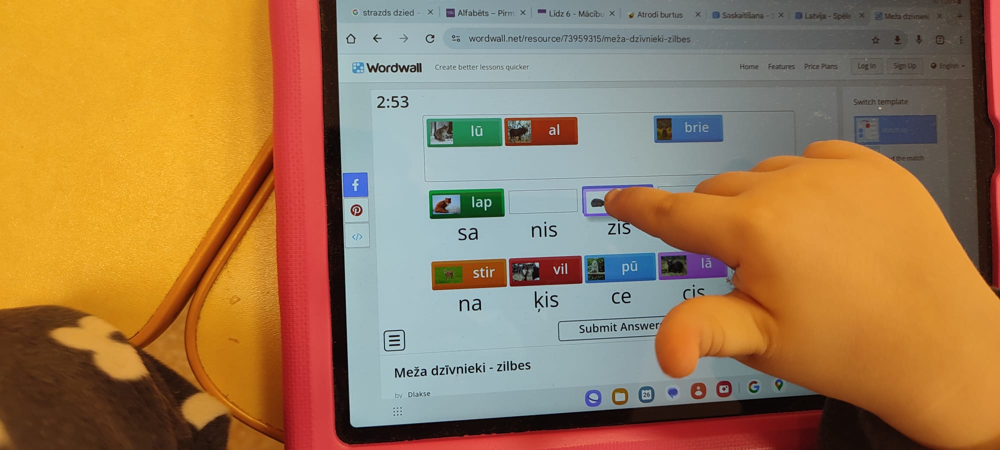 strazds dzied - Alfabēts – Pirm Līdz 6 - Mācību Atrodi burtus Saskaitīšana - Latvija - Spēle Meža dzīvnieki
wordwall.net/resource/73959315/meža-dzīvnieki-zilbes
Wordwall Create better lessons quicker Home Features Price Plans Log In Sign Up English
2:53
Switch template
lū al brie
Match up
d the match
lap
sa nis zis
stir vil pū lā
na ķis ce cis
Submit Answer
Meža dzīvnieki - zilbes
by Dlakse
26